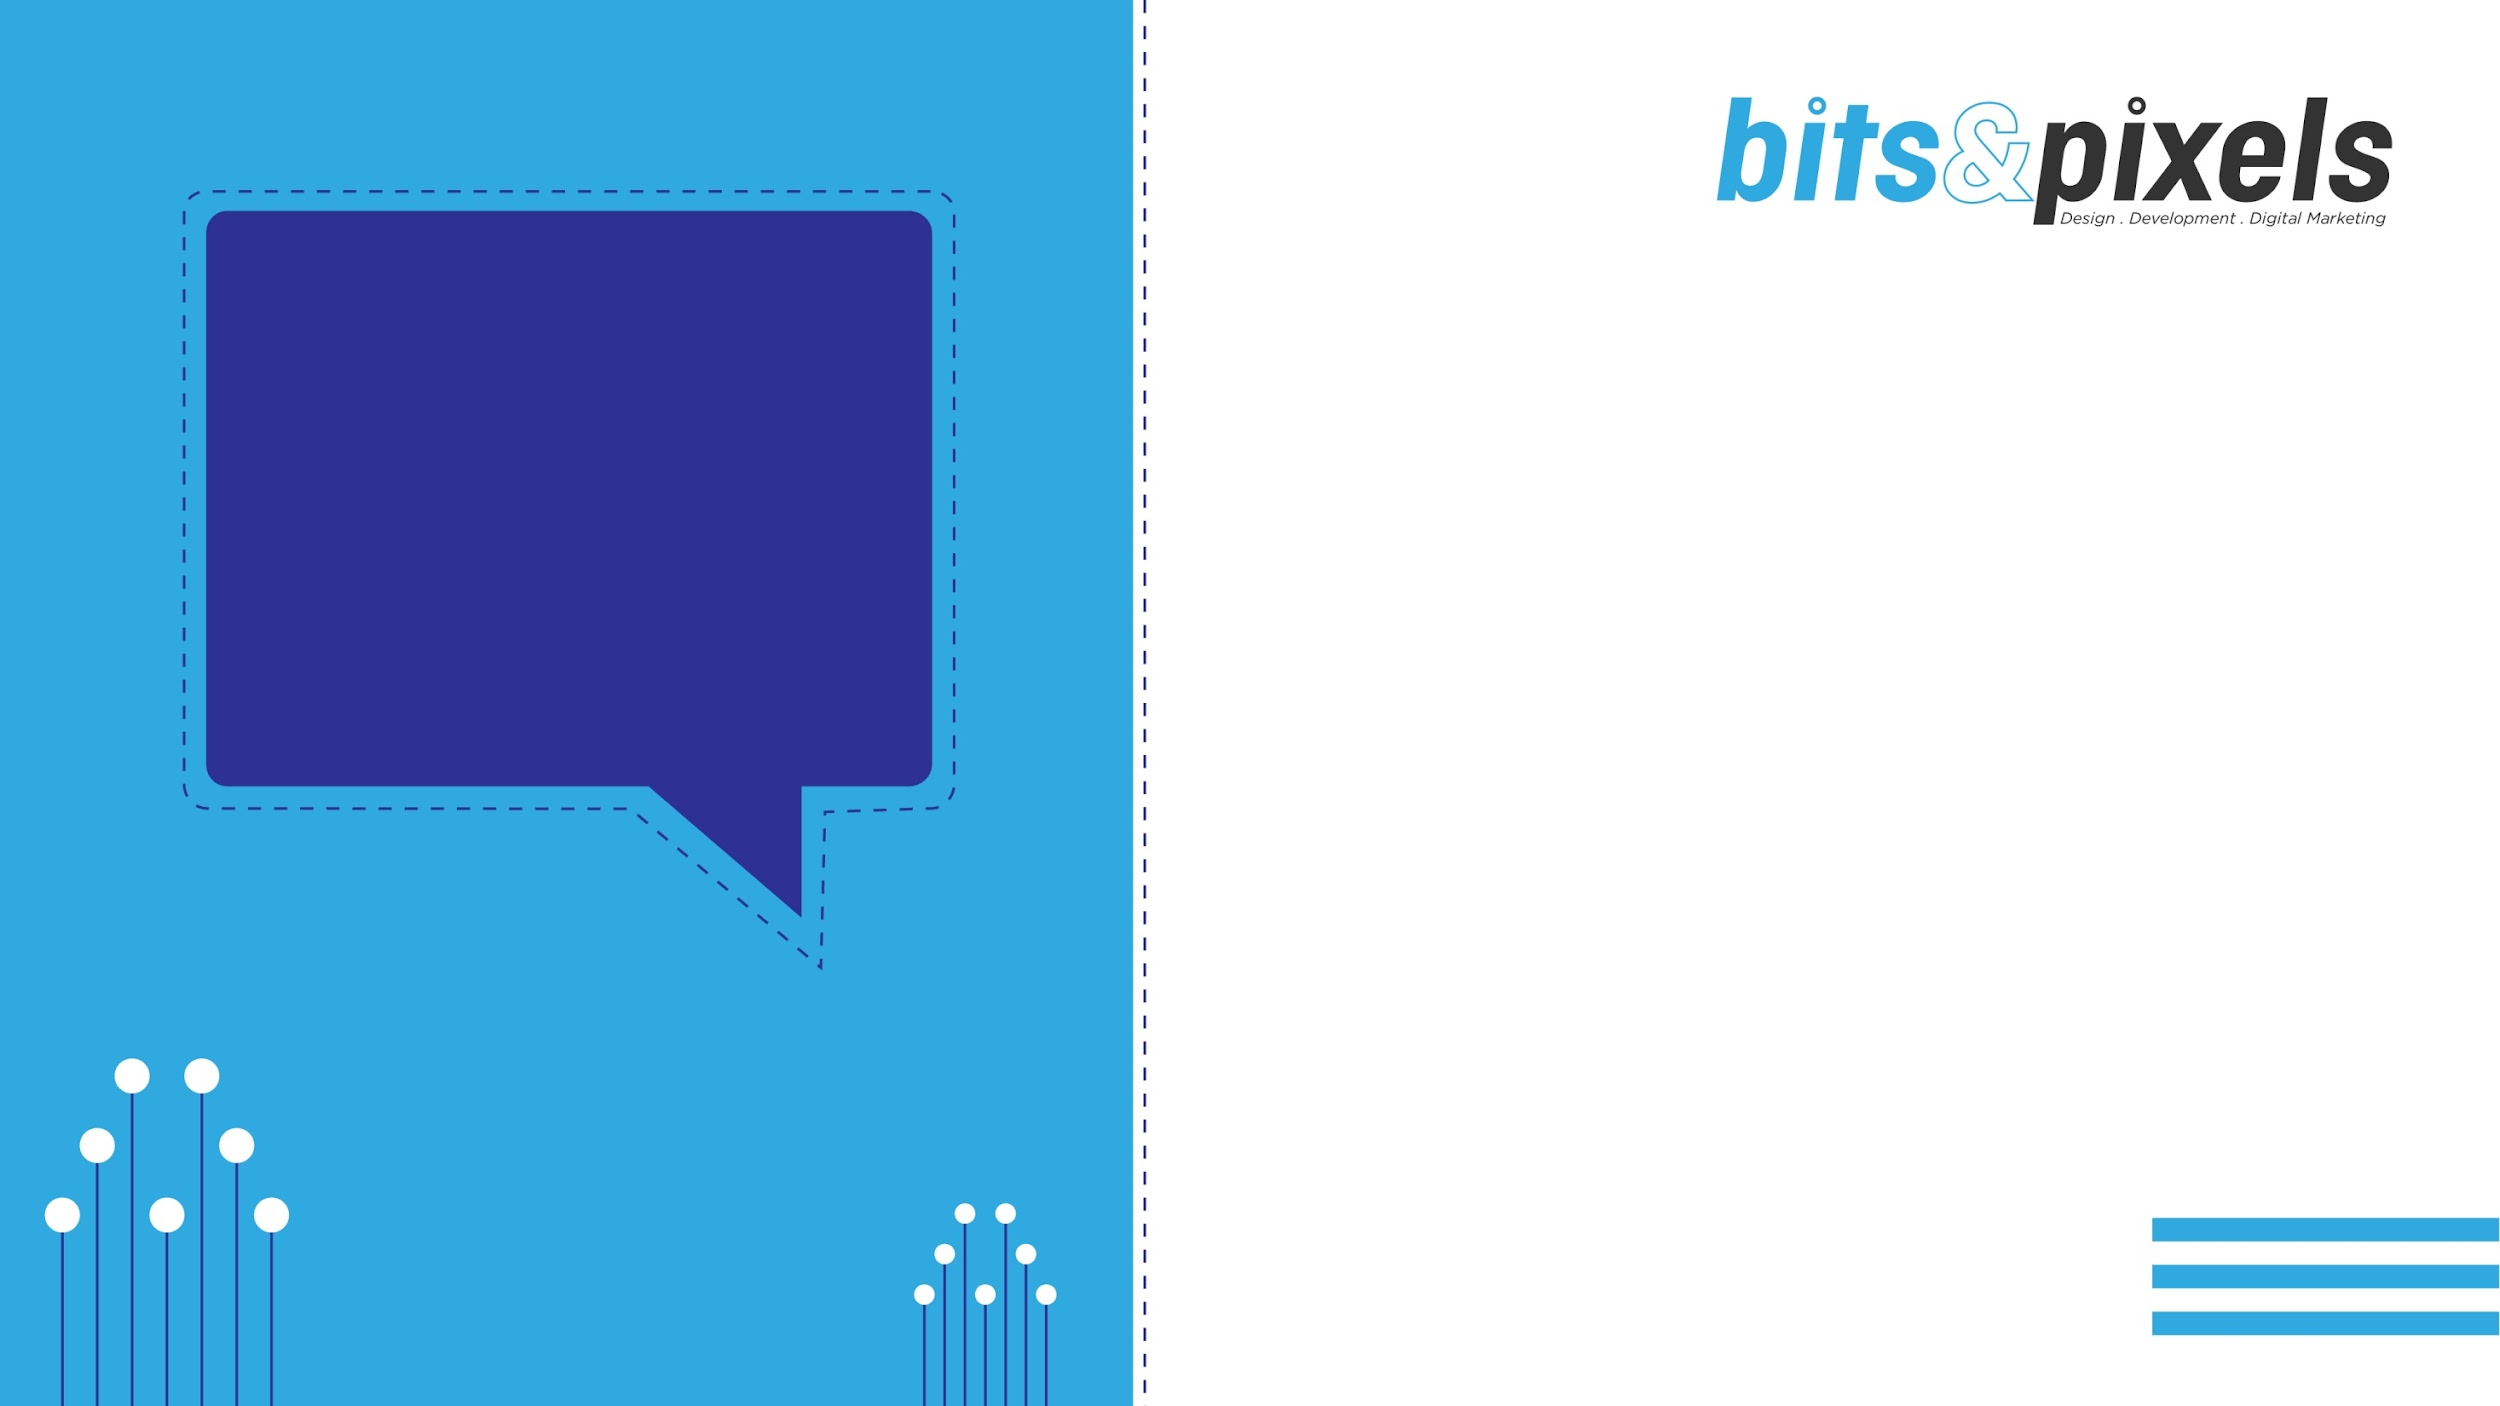 bits&pixels
Design . Development . Digital Marketing